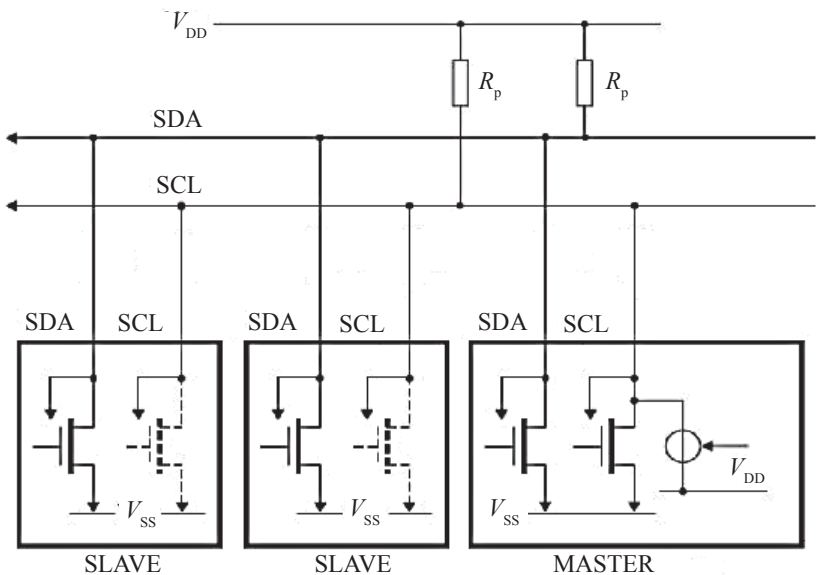 V_DD
R_p R_p
SDA
SCL
SDA SCL SDA SCL SDA SCL
V_DD
V_SS V_SS V_SS
SLAVE SLAVE MASTER